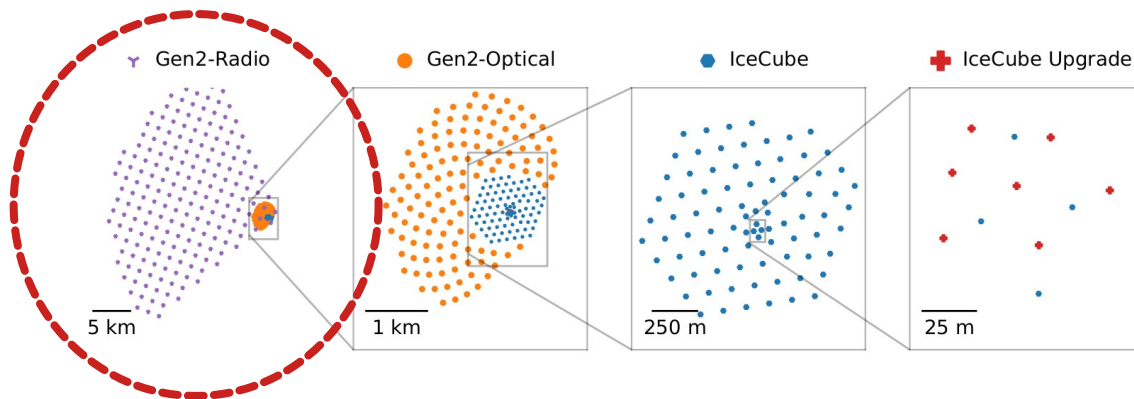 Gen2-Radio
Gen2-Optical
IceCube
IceCube Upgrade
5 km
1 km
250 m
25 m